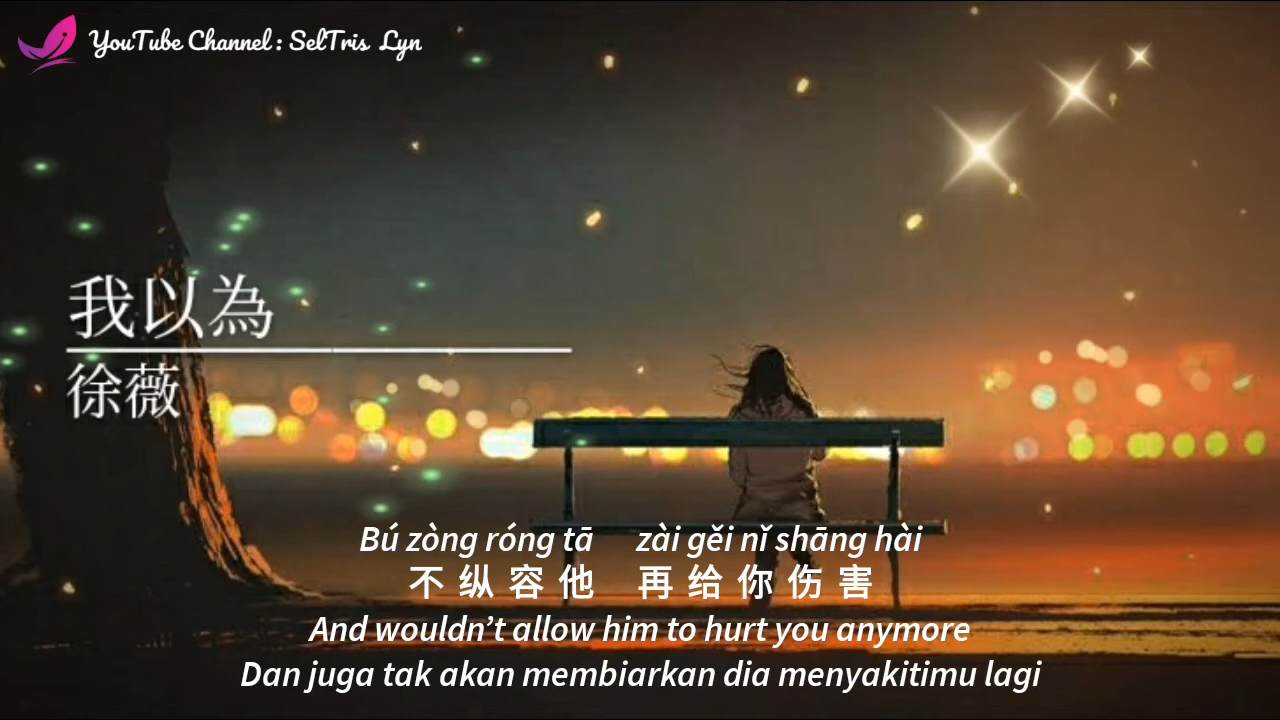 YouTube Channel : SelTris Lyn
我以為
徐薇
Bú zòng róng tā zài gěi nǐ shāng hài
不纵容他 再给你伤害
And wouldn’t allow him to hurt you anymore
Dan juga tak akan membiarkan dia menyakitimu lagi